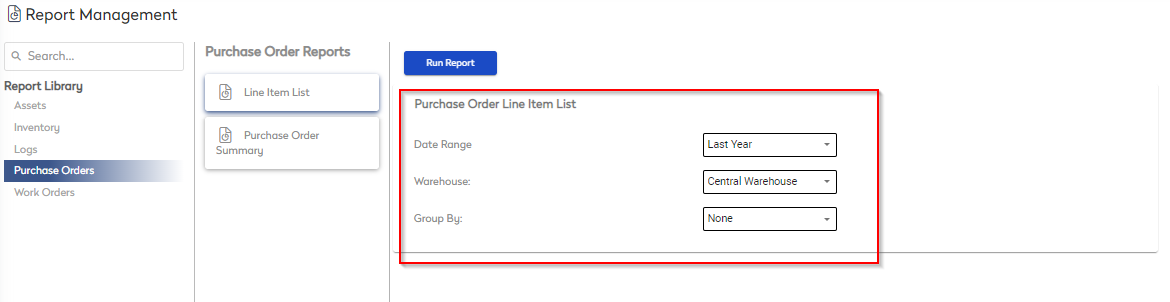 Report Management
Search...
Report Library
Assets
Inventory
Logs
Purchase Orders
Work Orders
Purchase Order Reports
Line Item List
Purchase Order
Summary
Run Report
Purchase Order Line Item List
Date Range
Last Year
Warehouse:
Central Warehouse
Group By:
None